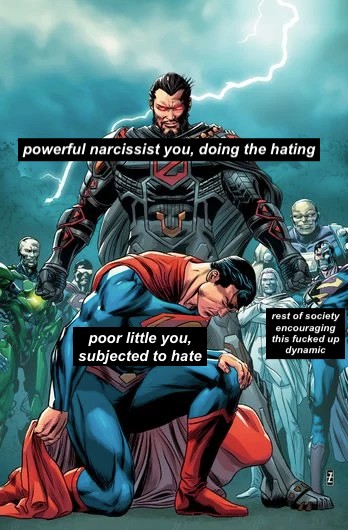 powerful narcissist you, doing the hating
poor little you,
subjected to hate
rest of society
encouraging
this fucked up
dynamic